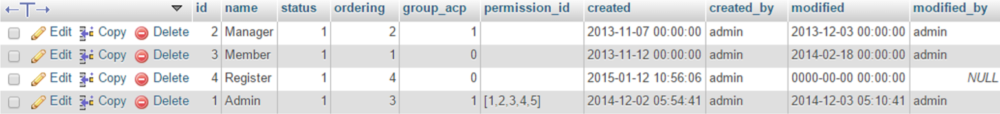 id name status ordering group_acp permission_id created created_by modified modified_by
Edit Copy Delete 2 Manager 1 2 1 2013-11-07 00:00:00 admin 2013-12-03 00:00:00 admin
Edit Copy Delete 3 Member 1 1 0 2013-11-12 00:00:00 admin 2014-02-18 00:00:00 admin
Edit Copy Delete 4 Register 1 4 0 2015-01-12 10:56:06 admin 0000-00-00 00:00:00 NULL
Edit Copy Delete 1 Admin 1 3 1 [1,2,3,4,5] 2014-12-02 05:54:41 admin 2014-12-03 05:10:41 admin